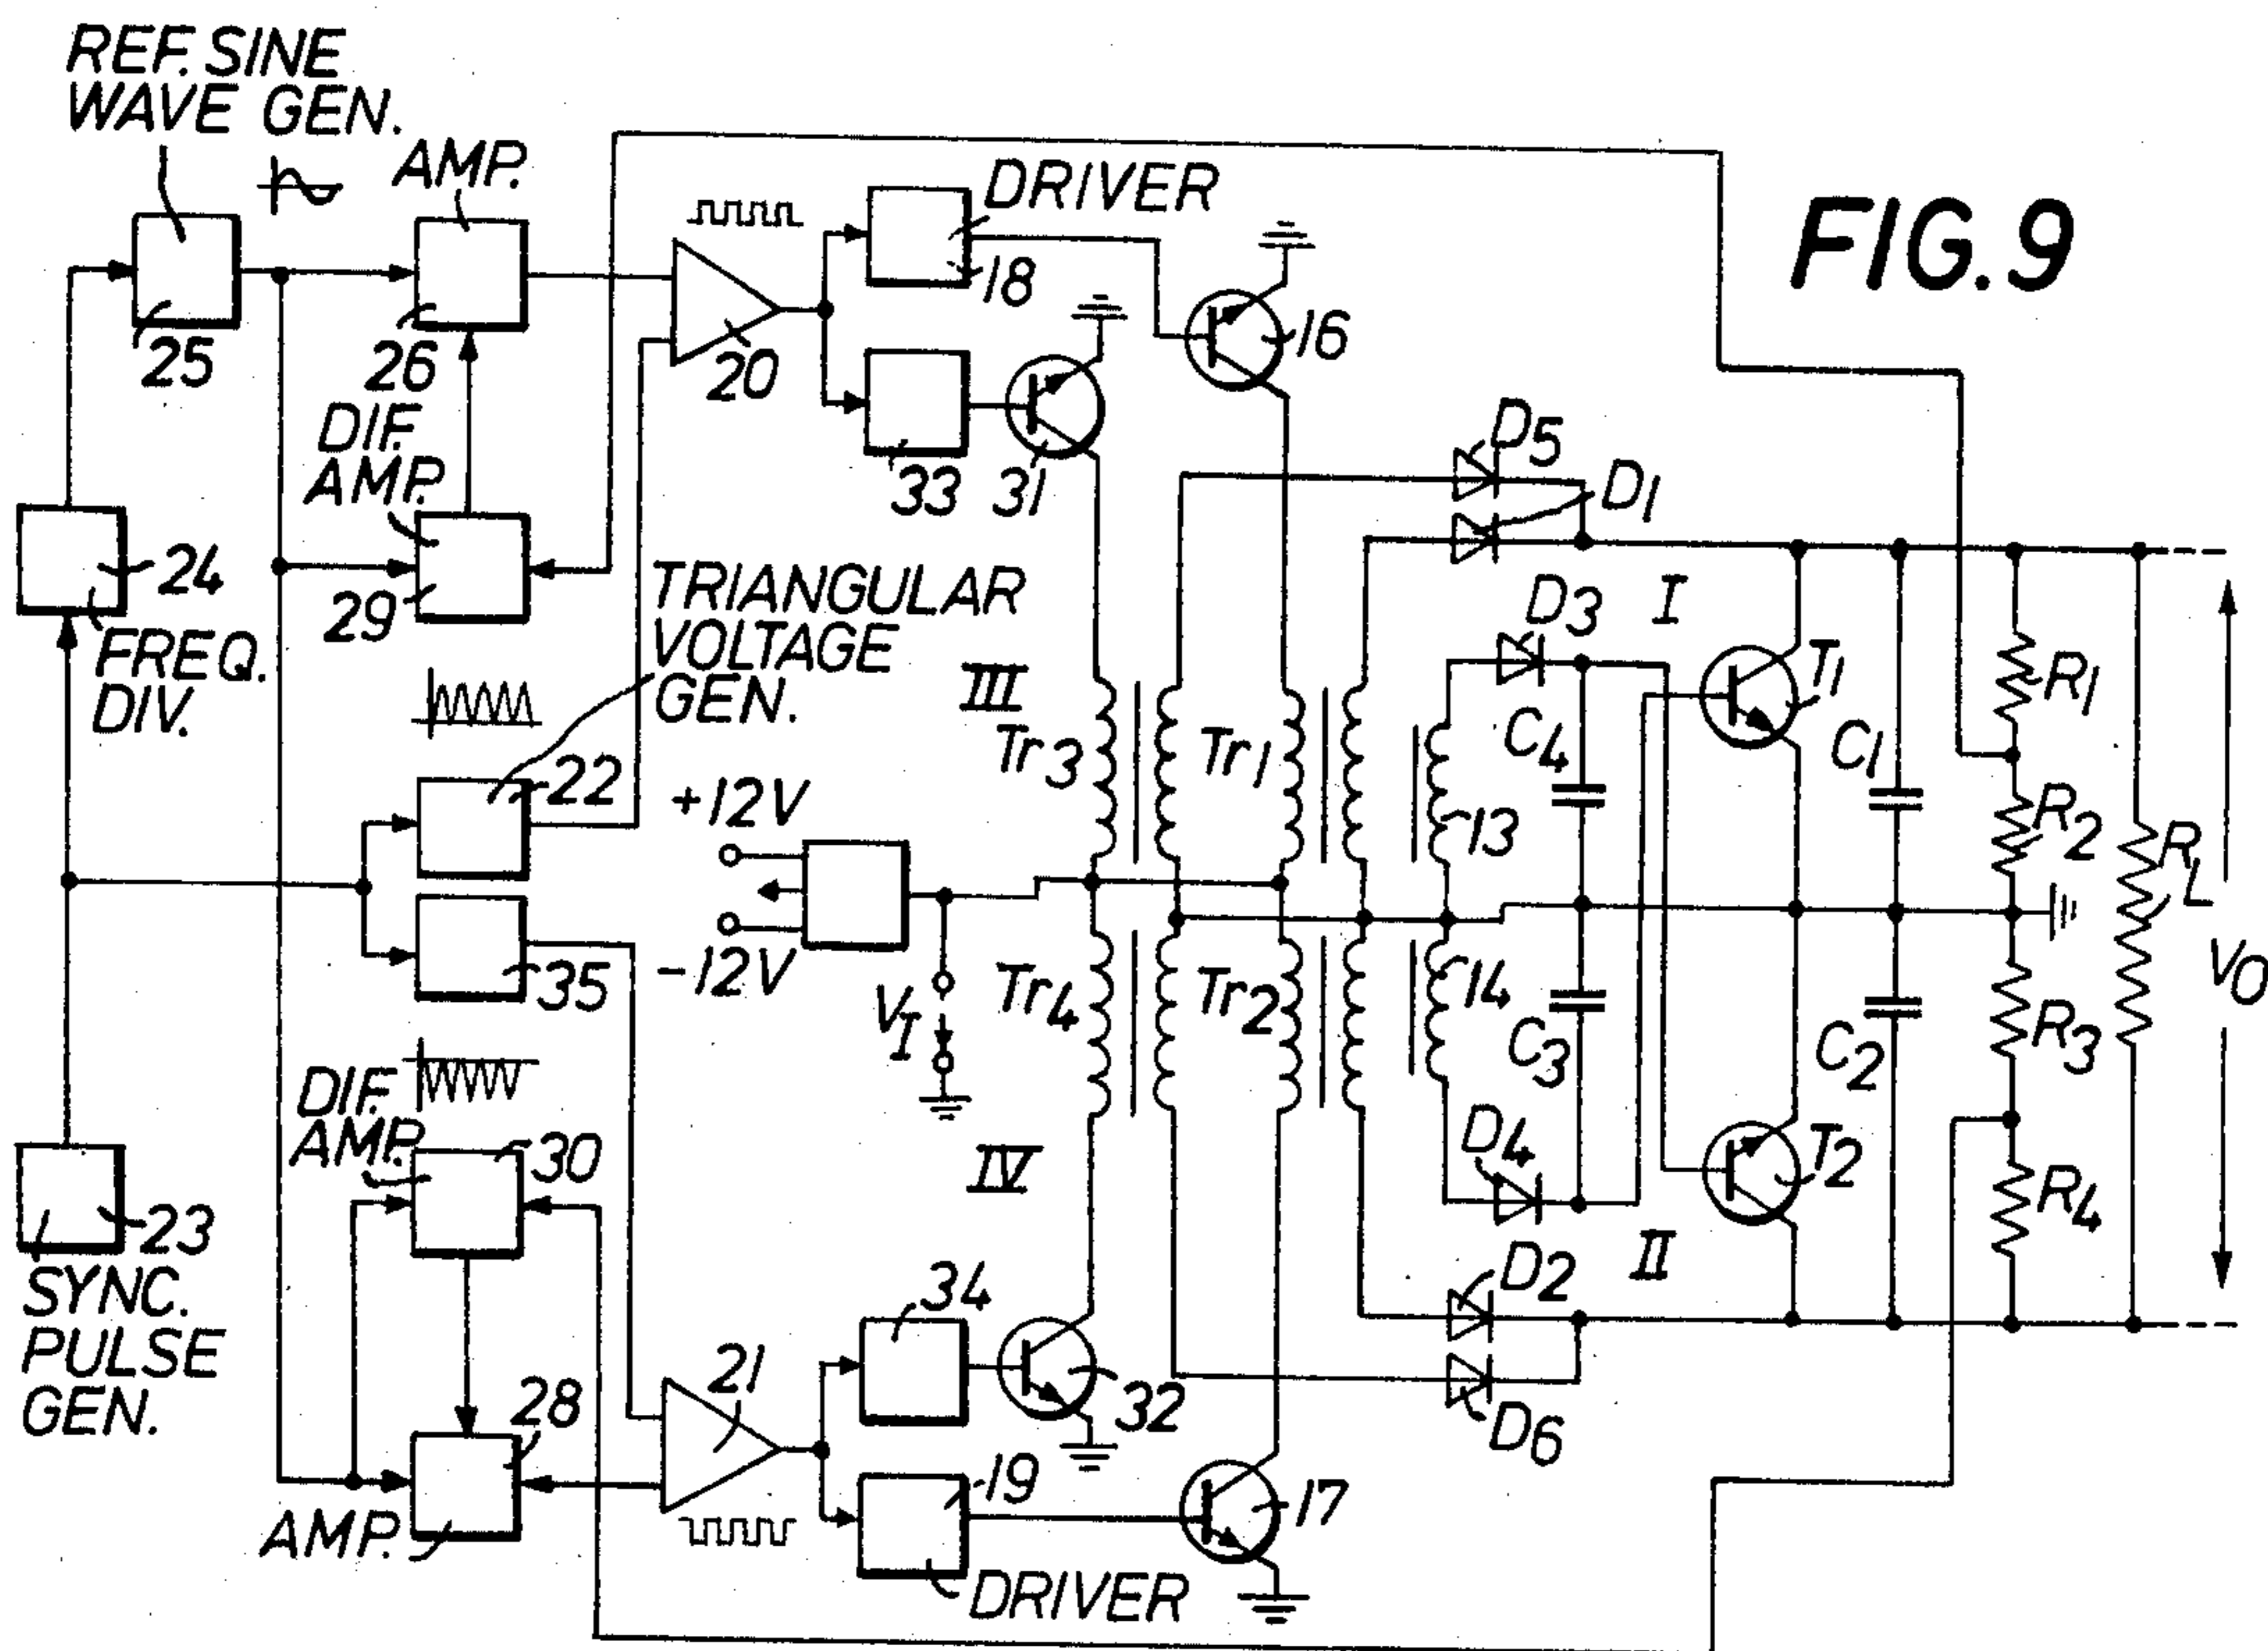 REF. SINE
WAVE GEN.
AMP.
DRIVER
FIG. 9
18
16
25
26
20
DIF.
AMP.
33
31
D5
D1
24
29
FREQ.
DIV.
TRIANGULAR
VOLTAGE
GEN.
III
D3
I
T1
R1
Tr3
Tr1
C4
C1
22
+12V
13
R2
RL
35
-12V
VI
Tr4
Tr2
14
C3
C2
R3
VO
DIF.
AMP.
30
IV
D4
T2
R4
23
SYNC.
PULSE
GEN.
34
D2
II
28
21
32
D6
AMP.
19
17
DRIVER